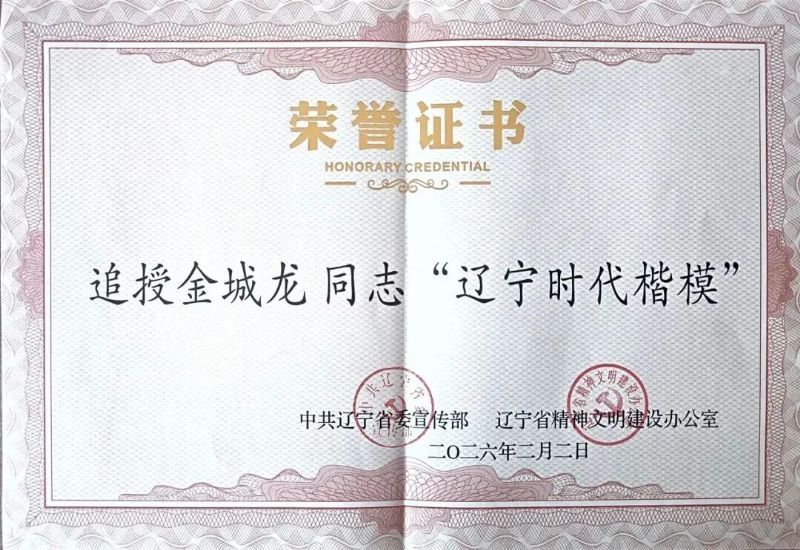 荣誉证书
HONORARY CREDENTIAL
追授金城龙 同志“辽宁时代楷模”
中共辽宁省委宣传部 辽宁省精神文明建设办公室
二〇二六年二月二日